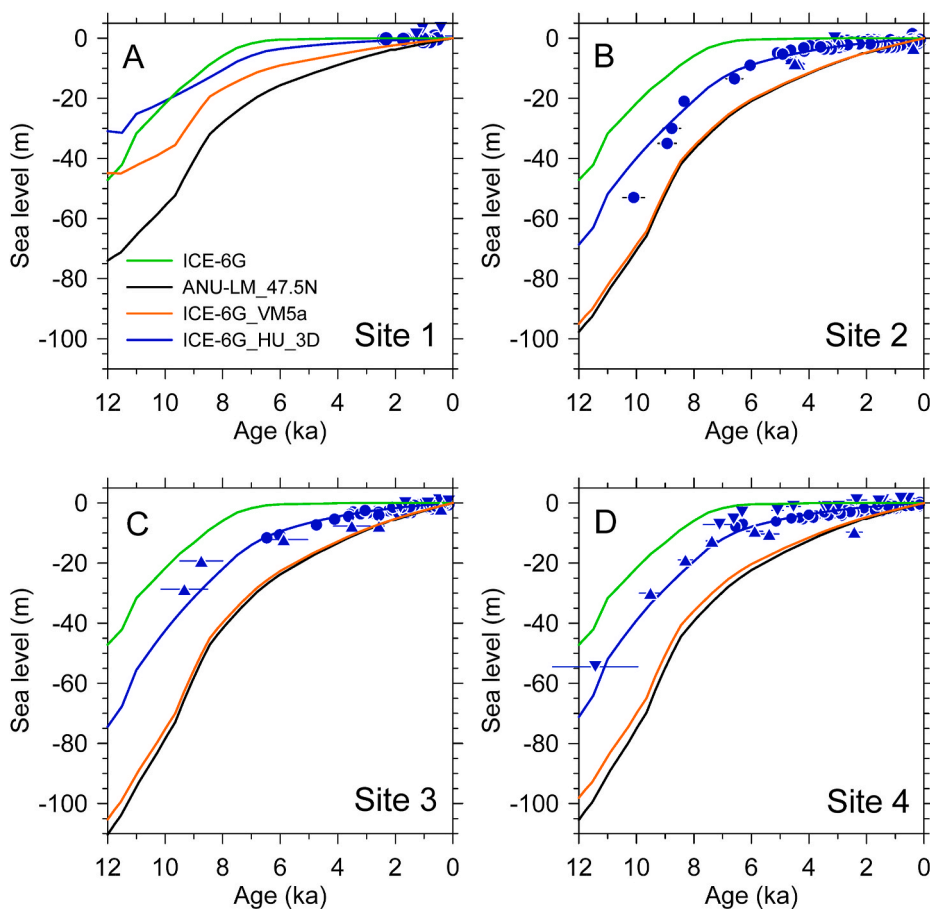 A
0
-20
-40
-60
-80
-100
Sea level (m)
ICE-6G
ANU-LM_47.5N
ICE-6G_VM5a
ICE-6G_HU_3D
Site 1
12 10 8 6 4 2 0
Age (ka)
B
0
-20
-40
-60
-80
-100
Sea level (m)
Site 2
12 10 8 6 4 2 0
Age (ka)
C
0
-20
-40
-60
-80
-100
Sea level (m)
Site 3
12 10 8 6 4 2 0
Age (ka)
D
0
-20
-40
-60
-80
-100
Sea level (m)
Site 4
12 10 8 6 4 2 0
Age (ka)